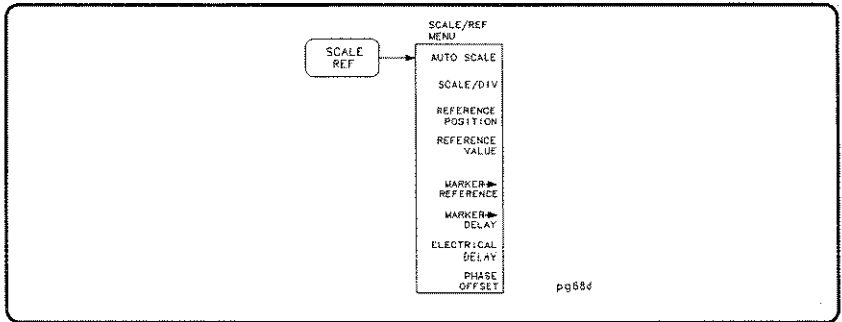 SCALE/REF
MENU
SCALE
REF
AUTO SCALE
SCALE/DIV
REFERENCE
POSITION
REFERENCE
VALUE
MARKER→
REFERENCE
MARKER→
DELAY
ELECTRICAL
DELAY
PHASE
OFFSET
pg68d